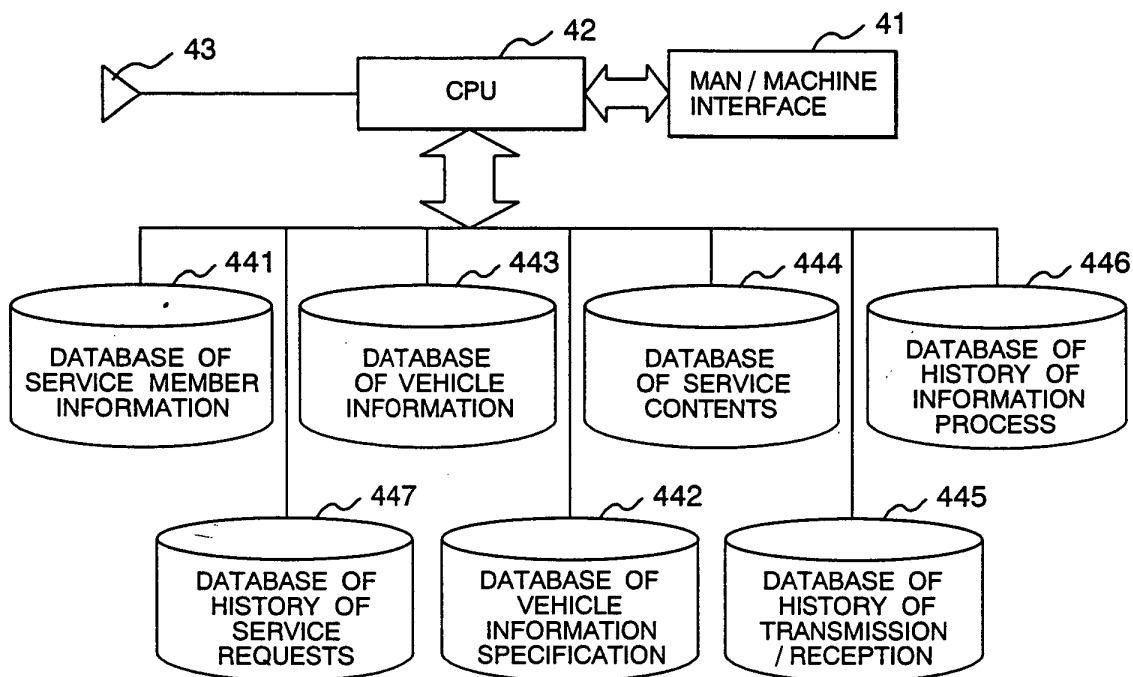 43
42
41
CPU
MAN / MACHINE
INTERFACE
441
443
444
446
DATABASE OF
SERVICE MEMBER
INFORMATION
DATABASE
OF VEHICLE
INFORMATION
DATABASE
OF SERVICE
CONTENTS
DATABASE OF
HISTORY OF
INFORMATION
PROCESS
447
442
445
DATABASE OF
HISTORY OF
SERVICE
REQUESTS
DATABASE OF
VEHICLE
INFORMATION
SPECIFICATION
DATABASE OF
HISTORY OF
TRANSMISSION
/ RECEPTION